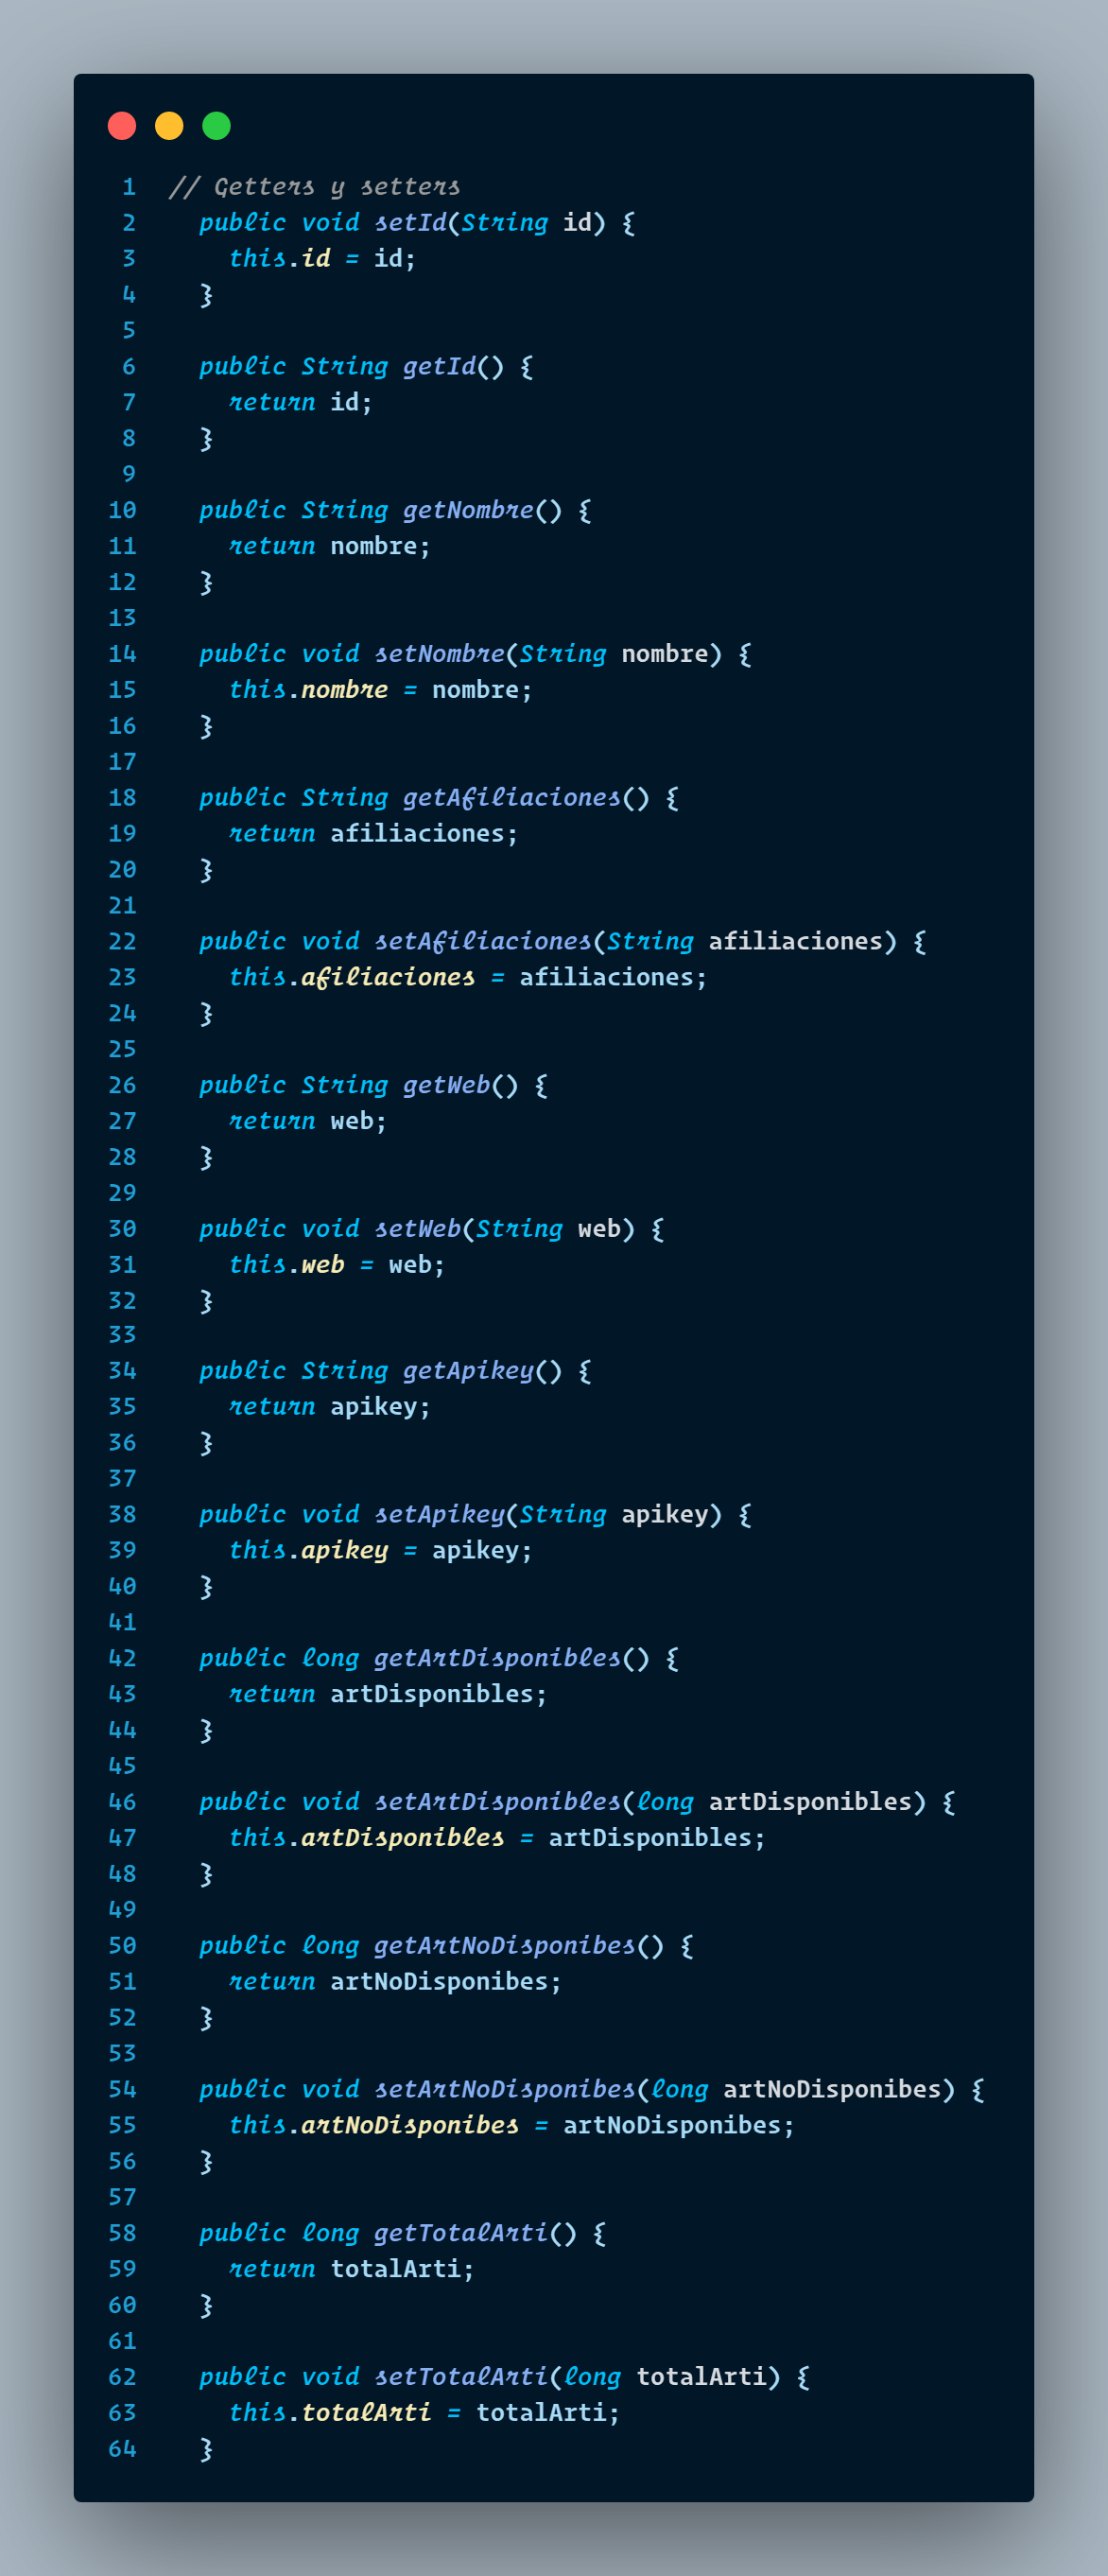 1 // Getters y setters
2 public void setId(String id) {
3 this.id = id;
4 }
5
6 public String getId() {
7 return id;
8 }
9
10 public String getNombre() {
11 return nombre;
12 }
13
14 public void setNombre(String nombre) {
15 this.nombre = nombre;
16 }
17
18 public String getAfiliaciones() {
19 return afiliaciones;
20 }
21
22 public void setAfiliaciones(String afiliaciones) {
23 this.afiliaciones = afiliaciones;
24 }
25
26 public String getWeb() {
27 return web;
28 }
29
30 public void setWeb(String web) {
31 this.web = web;
32 }
33
34 public String getApikey() {
35 return apikey;
36 }
37
38 public void setApikey(String apikey) {
39 this.apikey = apikey;
40 }
41
42 public long getArtDisponibles() {
43 return artDisponibles;
44 }
45
46 public void setArtDisponibles(long artDisponibles) {
47 this.artDisponibles = artDisponibles;
48 }
49
50 public long getArtNoDisponibes() {
51 return artNoDisponibes;
52 }
53
54 public void setArtNoDisponibes(long artNoDisponibes) {
55 this.artNoDisponibes = artNoDisponibes;
56 }
57
58 public long getTotalArti() {
59 return totalArti;
60 }
61
62 public void setTotalArti(long totalArti) {
63 this.totalArti = totalArti;
64 }